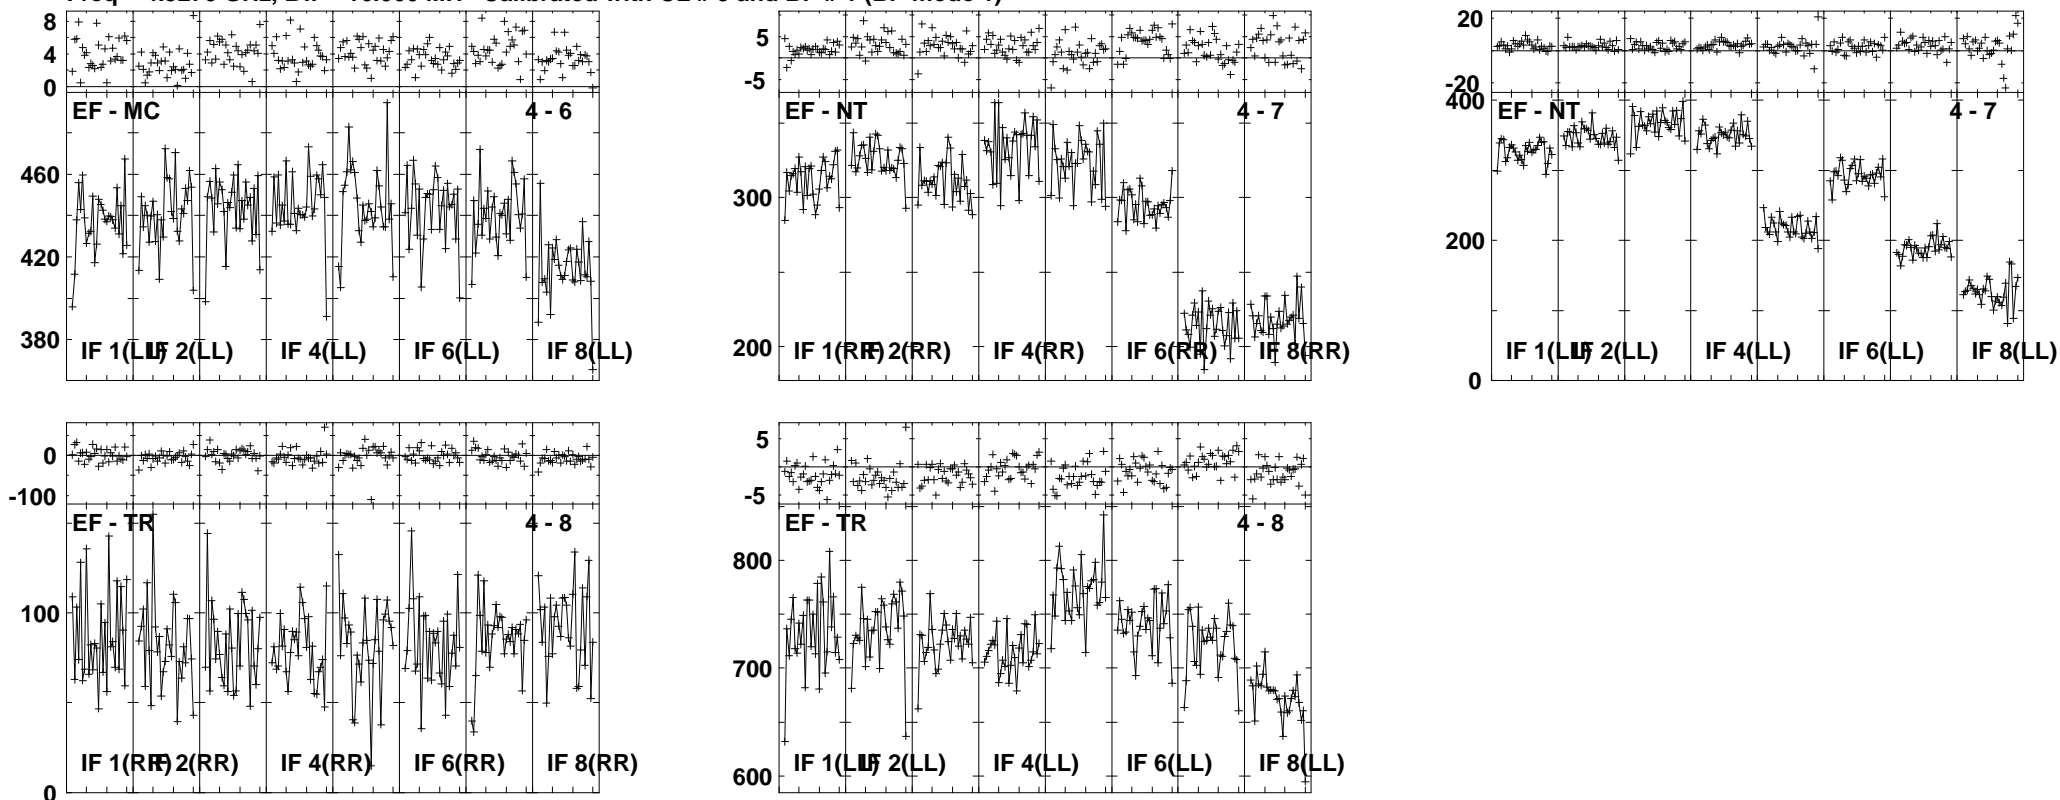 8
4
0
EF - MC 4 - 6
460
420
380
IF 1(LL) IF 2(LL) IF 4(LL) IF 6(LL) IF 8(LL)
5
-5
EF - NT 4 - 7
300
200
IF 1(RR) IF 2(RR) IF 4(RR) IF 6(RR) IF 8(RR)
20
-20
400
EF - NT 4 - 7
200
0
IF 1(LL) IF 2(LL) IF 4(LL) IF 6(LL) IF 8(LL)
0
-100
EF - TR 4 - 8
100
0
IF 1(RR) IF 2(RR) IF 4(RR) IF 6(RR) IF 8(RR)
5
-5
EF - TR 4 - 8
800
700
600
IF 1(LL) IF 2(LL) IF 4(LL) IF 6(LL) IF 8(LL)